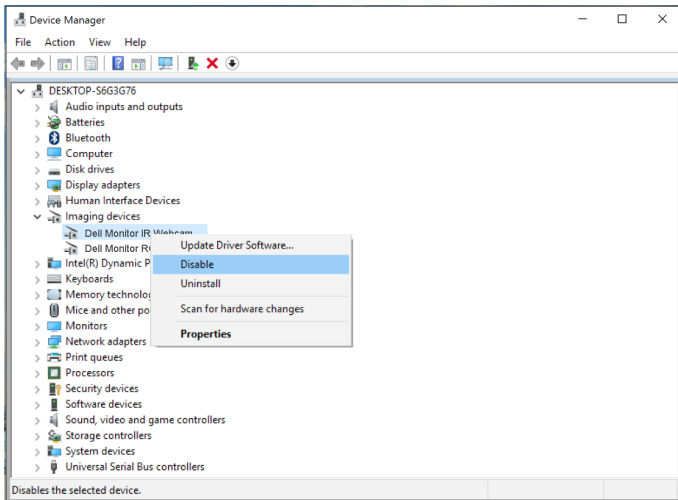 Device Manager
File Action View Help
DESKTOP-S6G3G76
Audio inputs and outputs
Batteries
Bluetooth
Computer
Disk drives
Display adapters
Human Interface Devices
Imaging devices
Dell Monitor IR Webcam
Dell Monitor
Update Driver Software...
Disable
Uninstall
Scan for hardware changes
Properties
Intel(R) Dynamic P
Keyboards
Memory technolo
Mice and other po
Monitors
Network adapters
Print queues
Processors
Security devices
Software devices
Sound, video and game controllers
Storage controllers
System devices
Universal Serial Bus controllers
Disables the selected device.